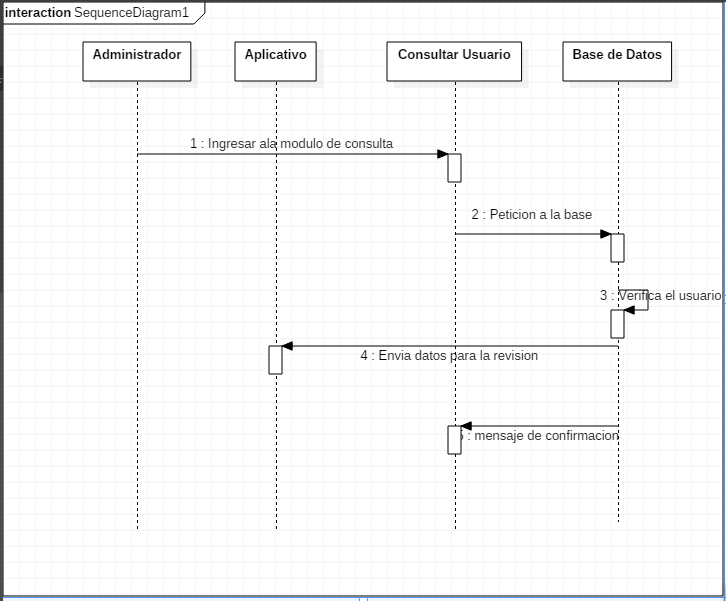 interaction SequenceDiagram1
Administrador
Aplicativo
Consultar Usuario
Base de Datos
1 : Ingresar ala modulo de consulta
2 : Peticion a la base
3 : Verifica el usuario
4 : Envia datos para la revision
5 : mensaje de confirmacion